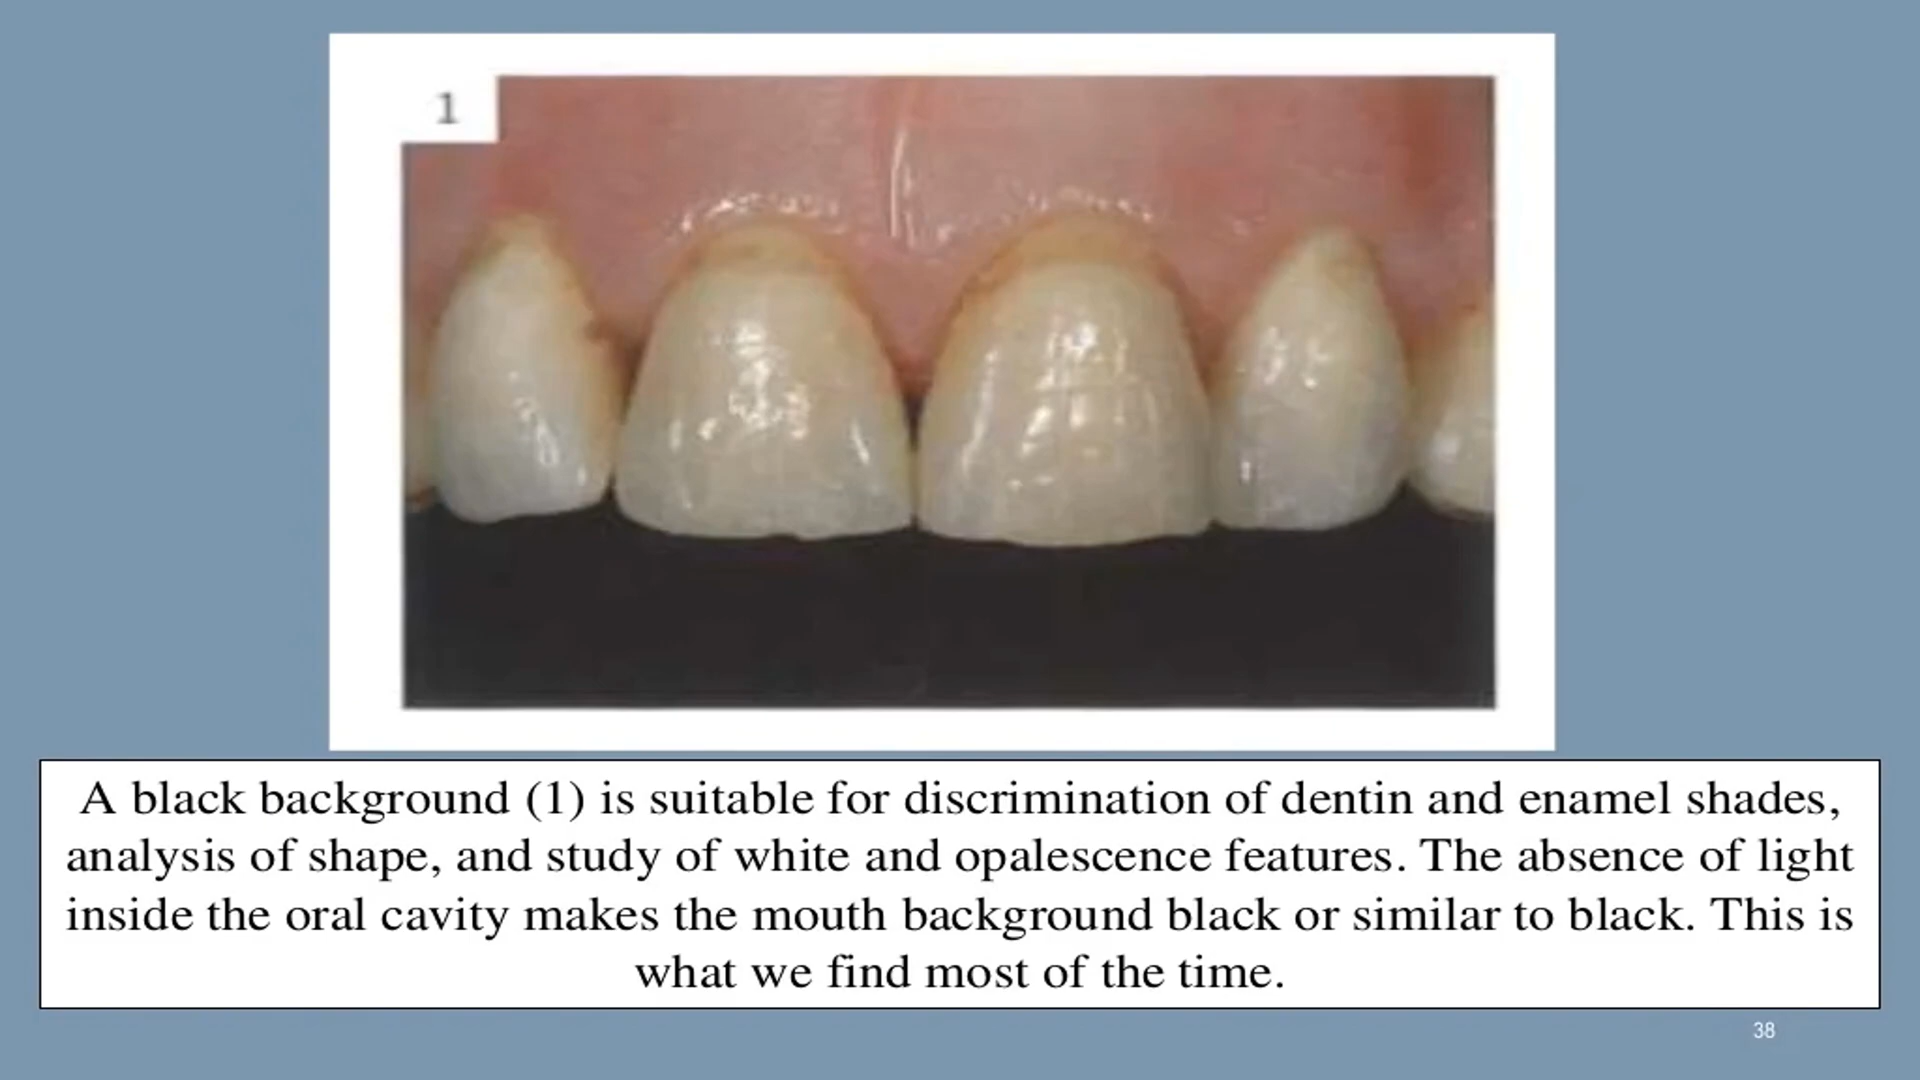 1
A black background (1) is suitable for discrimination of dentin and enamel shades,
analysis of shape, and study of white and opalescence features. The absence of light
inside the oral cavity makes the mouth background black or similar to black. This is
what we find most of the time.
38